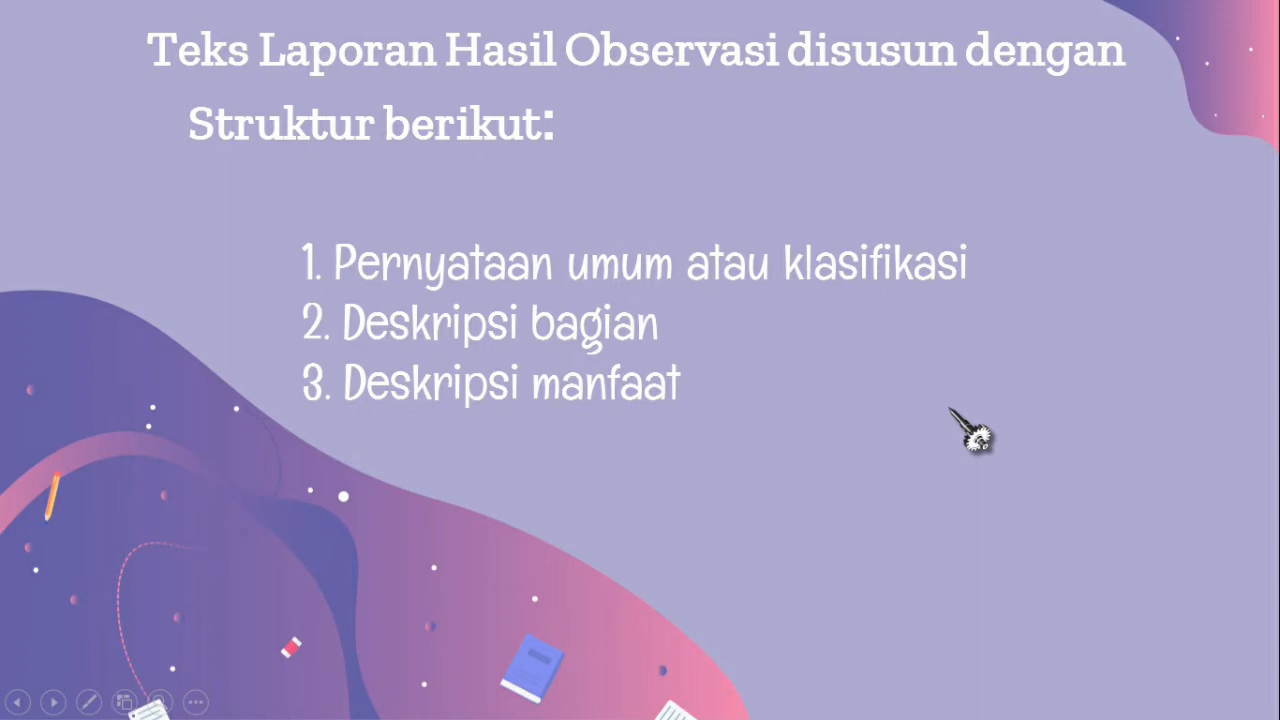 Teks Laporan Hasil Observasi disusun dengan
Struktur berikut:
1. Pernyataan umum atau klasifikasi
2. Deskripsi bagian
3. Deskripsi manfaat